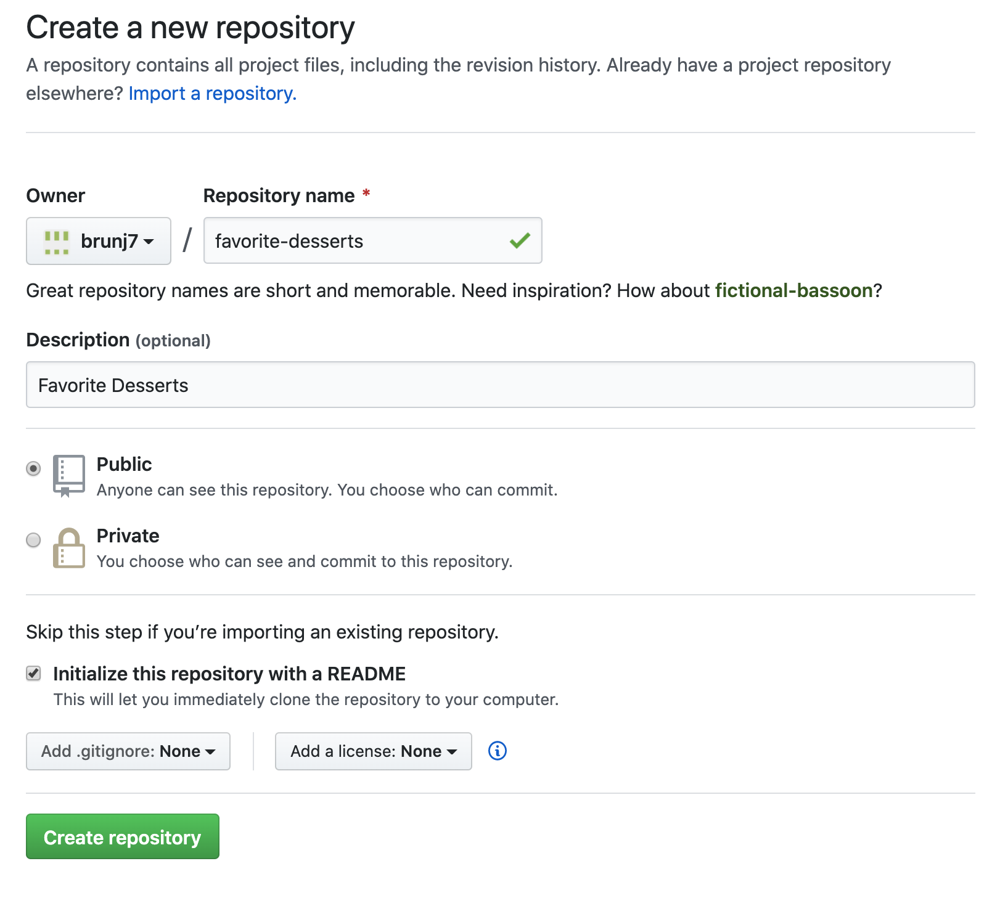 Create a new repository
A repository contains all project files, including the revision history. Already have a project repository
elsewhere? Import a repository.
Owner
Repository name *
brunj7
/
favorite-desserts
Great repository names are short and memorable. Need inspiration? How about fictional-bassoon?
Description (optional)
Favorite Desserts
Public
Anyone can see this repository. You choose who can commit.
Private
You choose who can see and commit to this repository.
Skip this step if you’re importing an existing repository.
Initialize this repository with a README
This will let you immediately clone the repository to your computer.
Add .gitignore: None
Add a license: None
Create repository